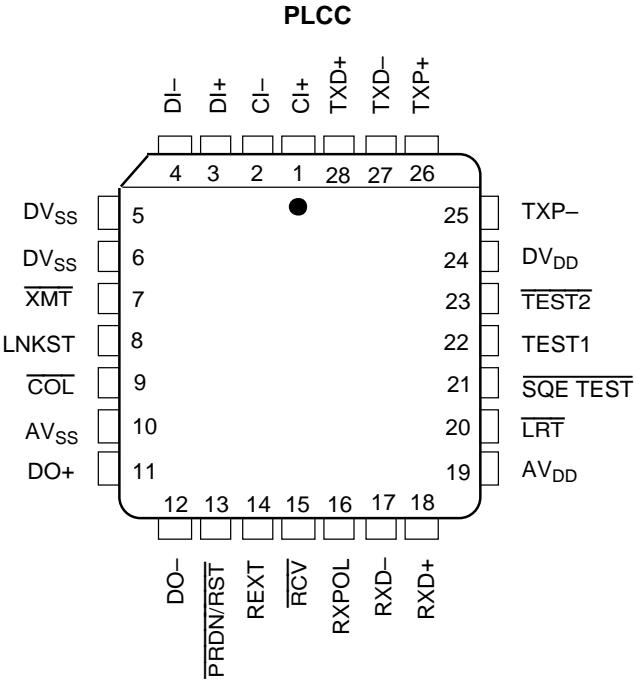 PLCC
DI– DI+ CI– CI+ TXD+ TXD– TXP+
4 3 2 1 28 27 26
DVSS 5 25 TXP–
DVSS 6 24 DVDD
XMT 7 23 TEST2
LNKST 8 22 TEST1
COL 9 21 SQE TEST
AVSS 10 20 LRT
DO+ 11 19 AVDD
12 13 14 15 16 17 18
DO– PRDN/RST REXT RCV RXPOL RXD– RXD+